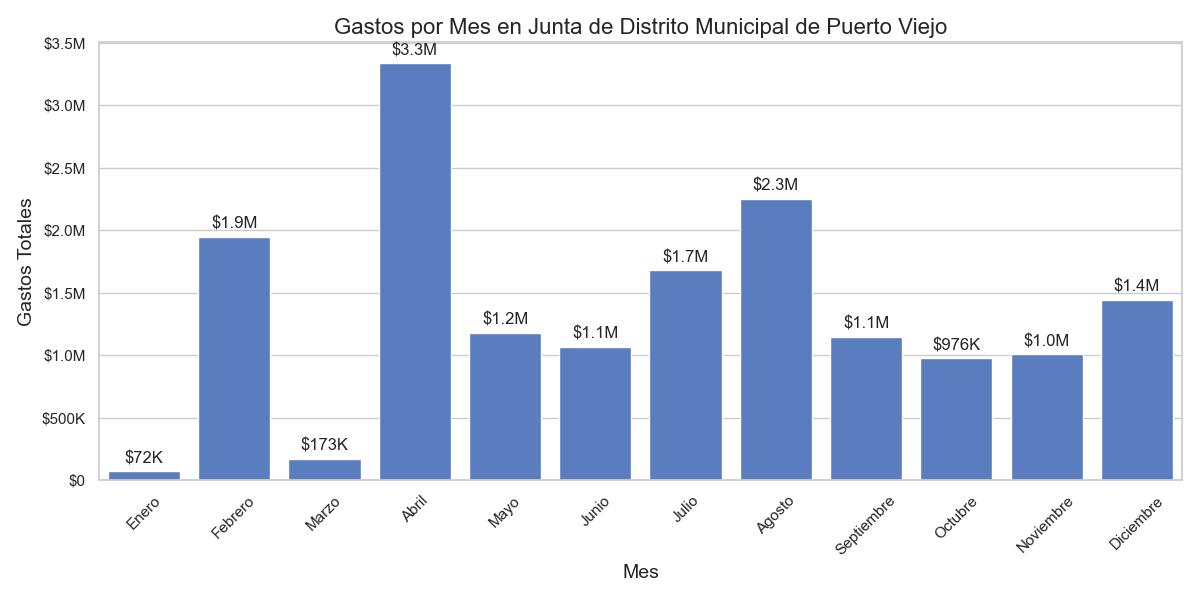 Gastos por Mes en Junta de Distrito Municipal de Puerto Viejo
Gastos Totales
$3.5M
$3.0M
$2.5M
$2.0M
$1.5M
$1.0M
$500K
$0
$72K
$1.9M
$173K
$3.3M
$1.2M
$1.1M
$1.7M
$2.3M
$1.1M
$976K
$1.0M
$1.4M
Enero
Febrero
Marzo
Abril
Mayo
Junio
Julio
Agosto
Septiembre
Octubre
Noviembre
Diciembre
Mes